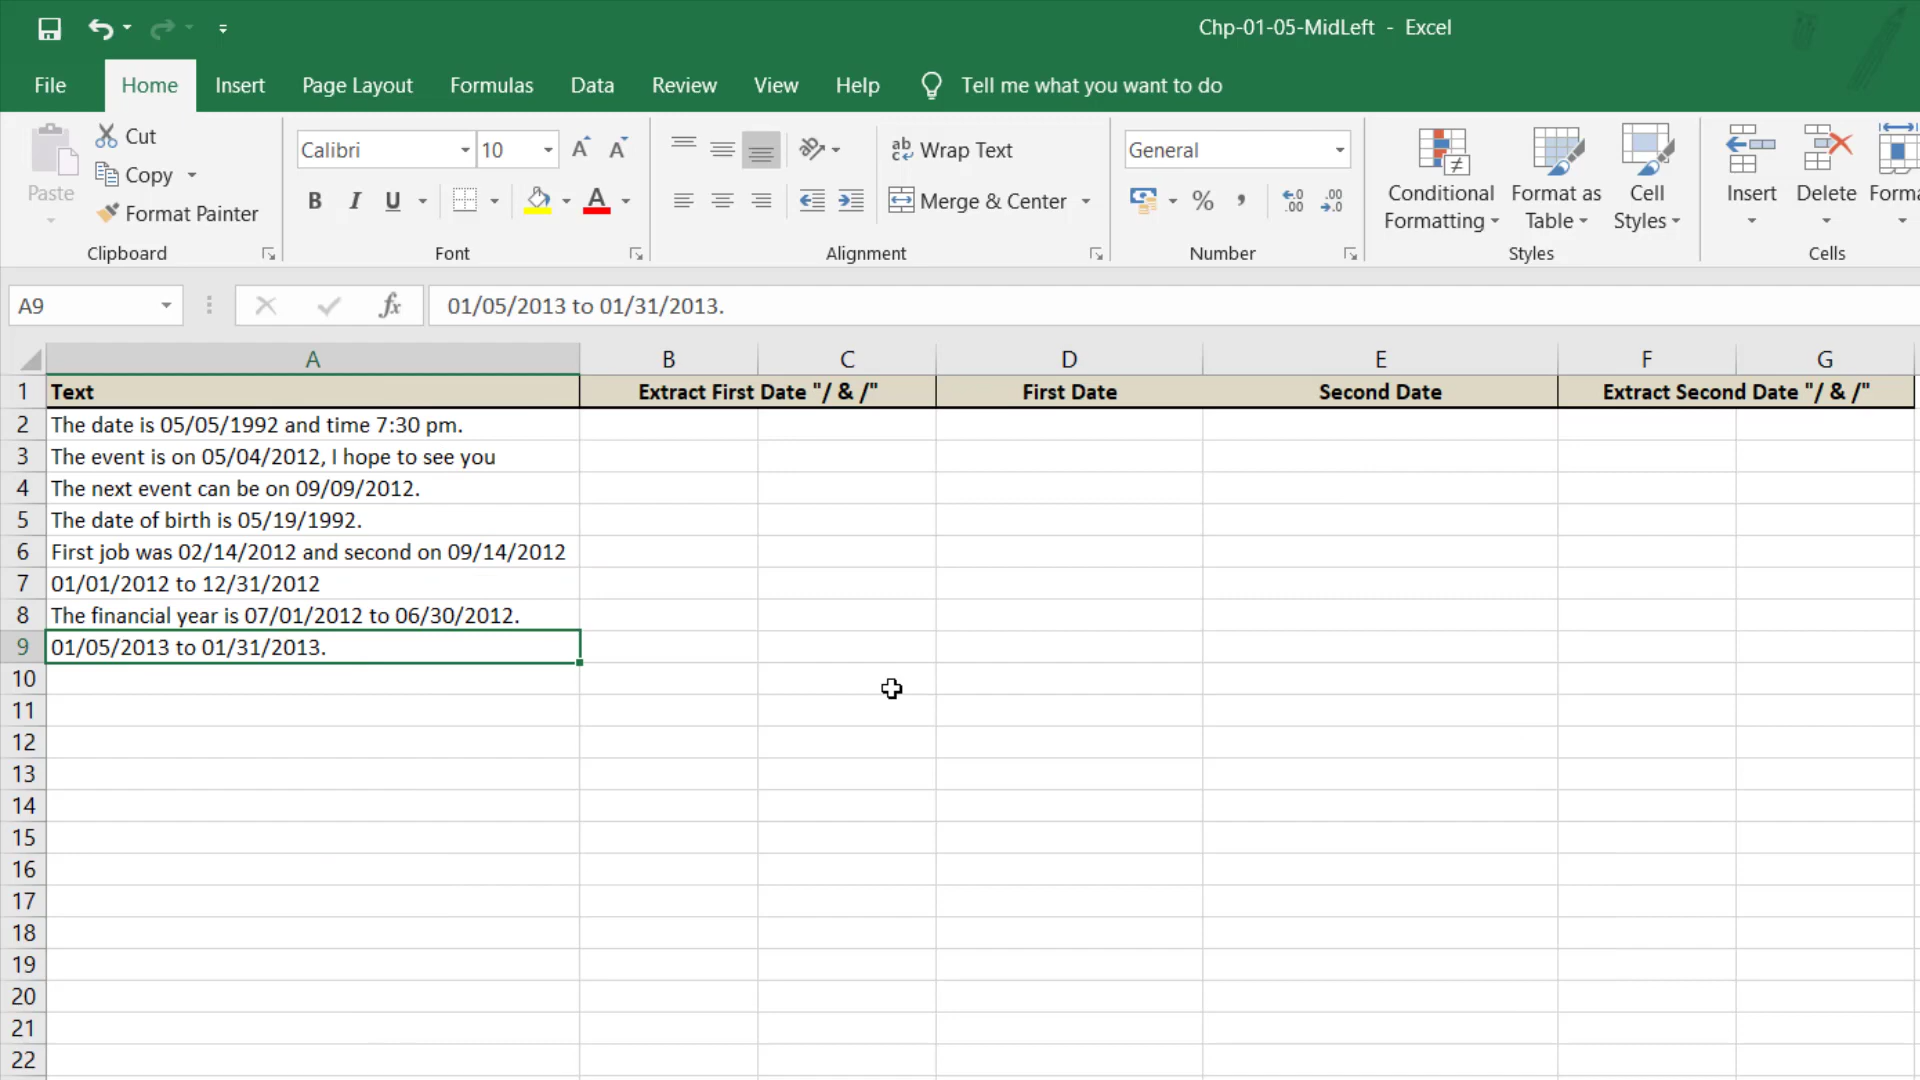 Chp-01-05-MidLeft - Excel
File Home Insert Page Layout Formulas Data Review View Help Tell me what you want to do
Paste
Cut
Copy
Format Painter
Clipboard
Calibri 10
A A
B I U A
Font
Wrap Text
Merge & Center
Alignment
General
% , .00
Number
Conditional Formatting
Format as Table
Cell Styles
Styles
Insert Delete Forma
Cells
A9 fx 01/05/2013 to 01/31/2013.
A B C D E F G
1 Text Extract First Date "/ & /" First Date Second Date Extract Second Date "/ & /"
2 The date is 05/05/1992 and time 7:30 pm.
3 The event is on 05/04/2012, I hope to see you
4 The next event can be on 09/09/2012.
5 The date of birth is 05/19/1992.
6 First job was 02/14/2012 and second on 09/14/2012
7 01/01/2012 to 12/31/2012
8 The financial year is 07/01/2012 to 06/30/2012.
9 01/05/2013 to 01/31/2013.
10
11
12
13
14
15
16
17
18
19
20
21
22